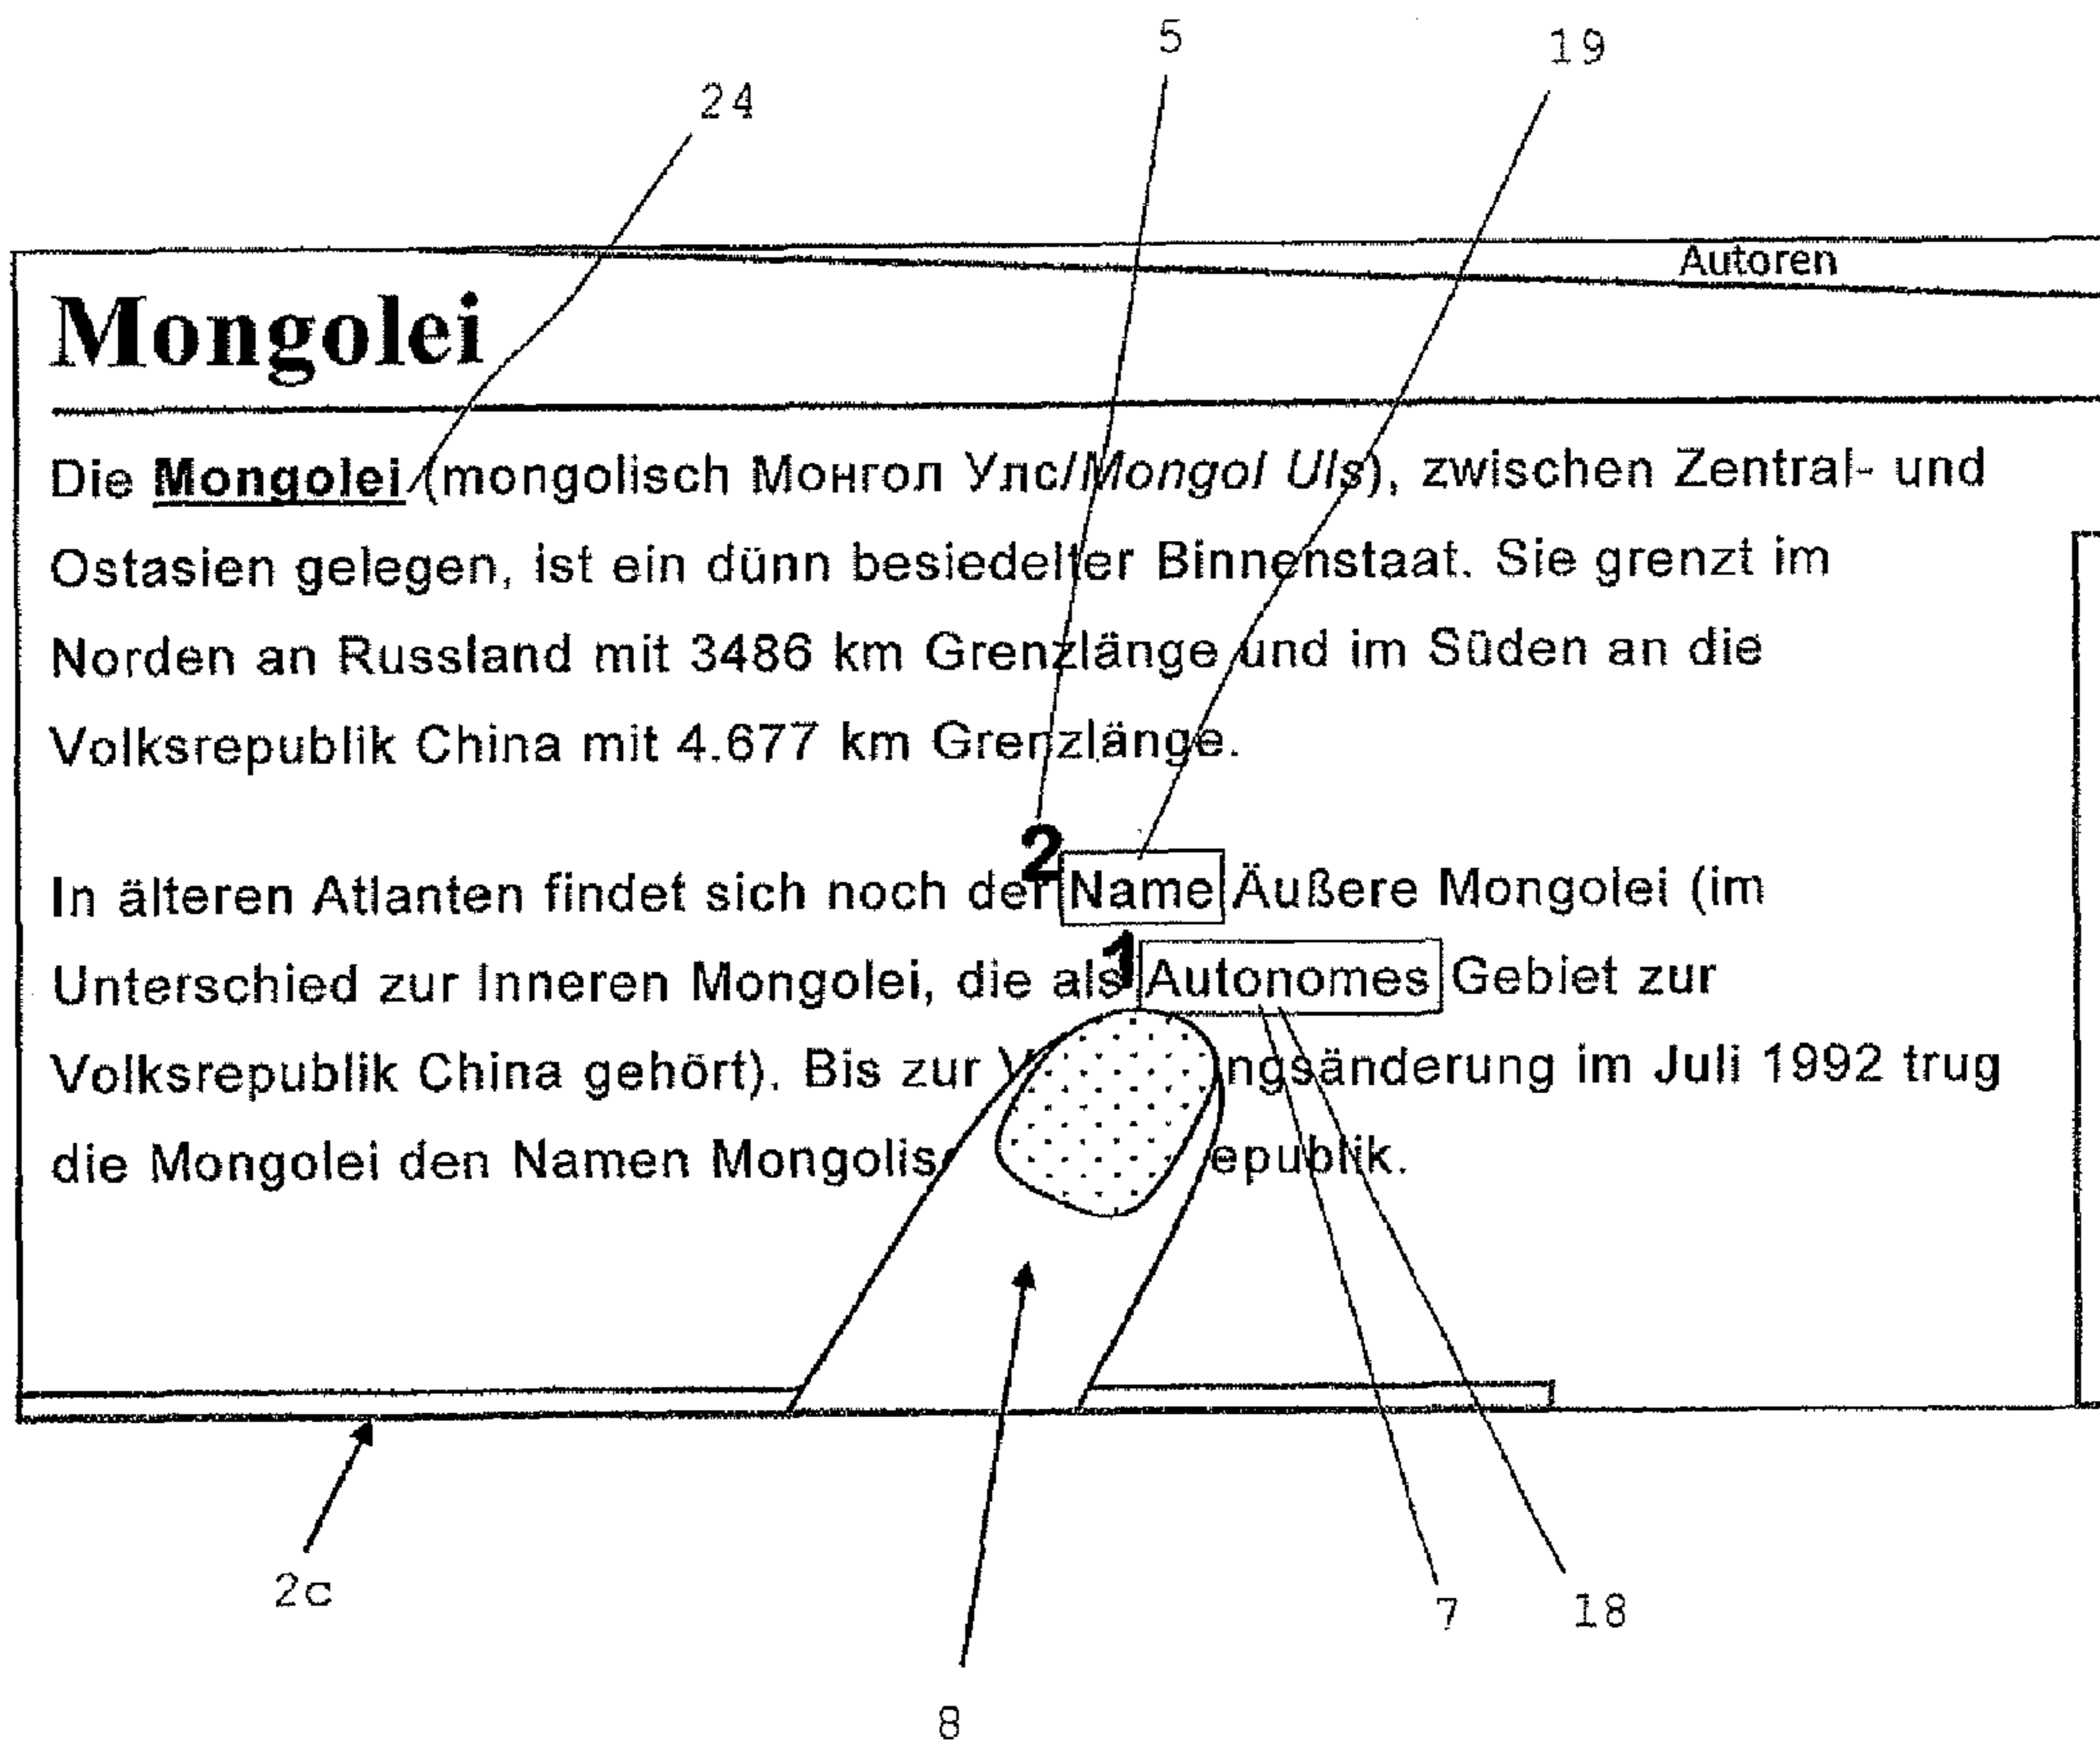 5
19
24
Autoren
Mongolei
Die Mongolei (mongolisch Монгол Улс/Mongol Uls), zwischen Zentral- und
Ostasien gelegen, ist ein dünn besiedelter Binnenstaat. Sie grenzt im
Norden an Russland mit 3486 km Grenzlänge und im Süden an die
Volksrepublik China mit 4.677 km Grenzlänge.
2
In älteren Atlanten findet sich noch der Name Äußere Mongolei (im
1
Unterschied zur Inneren Mongolei, die als Autonomes Gebiet zur
Volksrepublik China gehört). Bis zur ngsänderung im Juli 1992 trug
die Mongolei den Namen Mongolis epublik.
2c
7
18
8